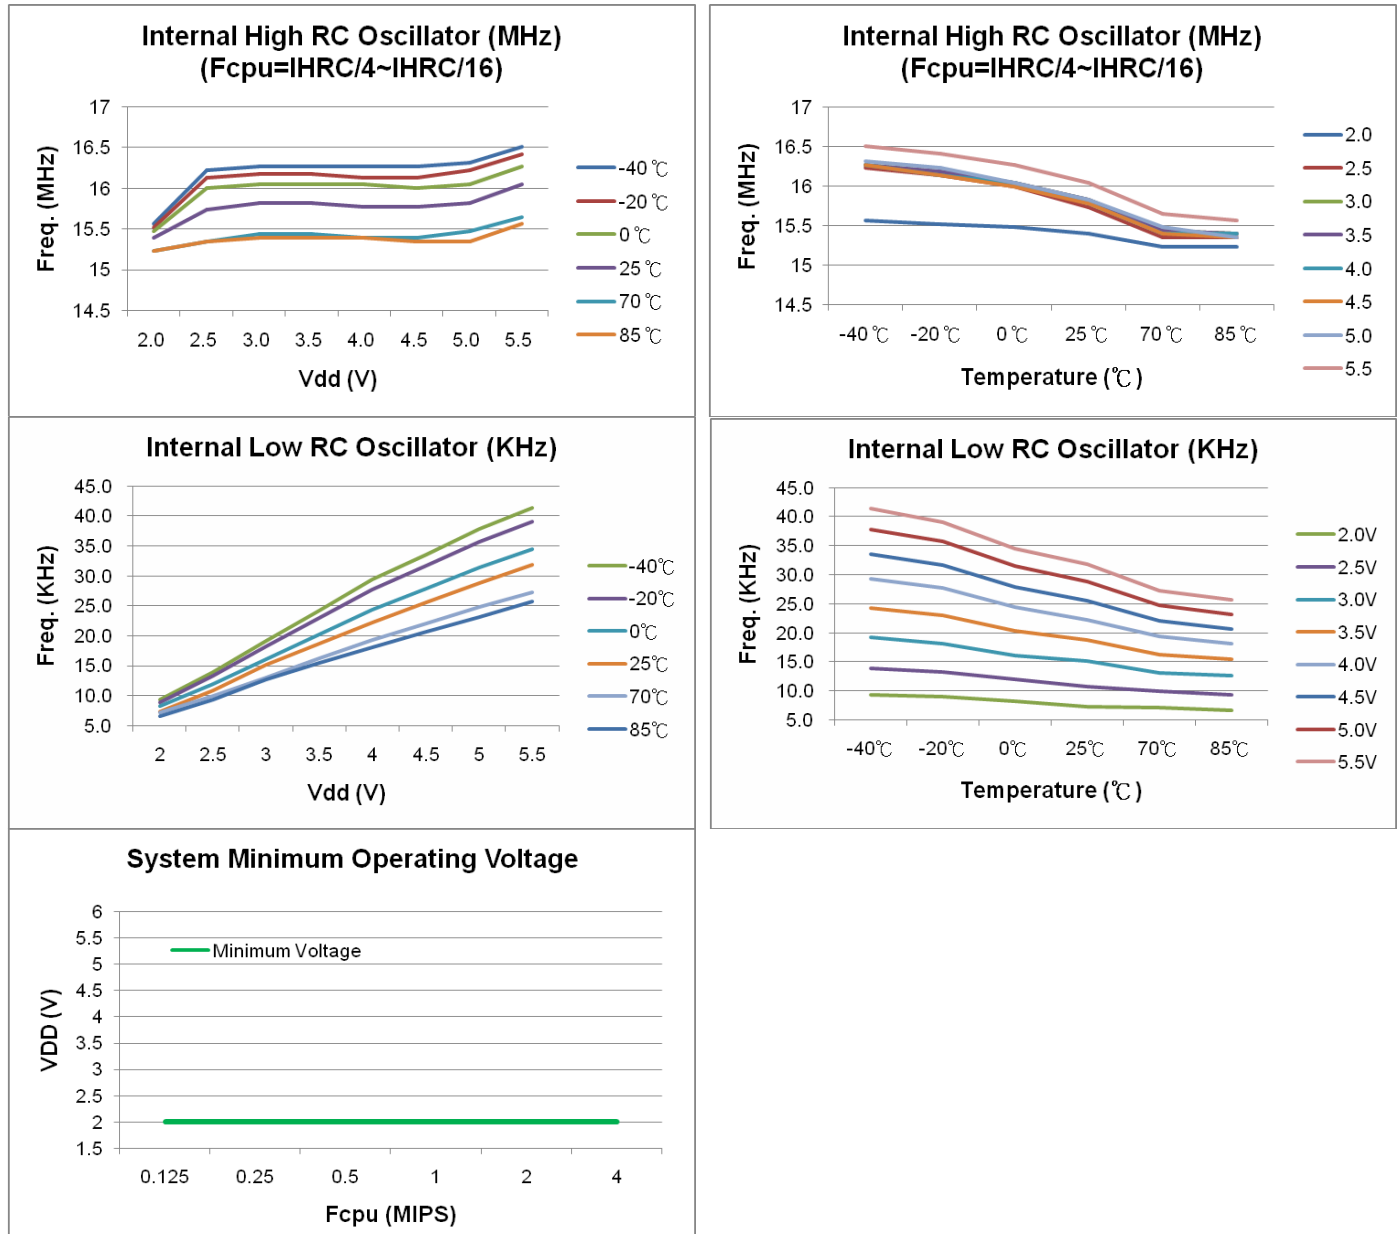 Internal High RC Oscillator (MHz)
(Fcpu=IHRC/4~IHRC/16)
Freq. (MHz)
17
16.5
16
15.5
15
14.5
2.0 2.5 3.0 3.5 4.0 4.5 5.0 5.5
Vdd (V)
-40℃
-20℃
0℃
25℃
70℃
85℃
Internal High RC Oscillator (MHz)
(Fcpu=IHRC/4~IHRC/16)
Freq. (MHz)
17
16.5
16
15.5
15
14.5
-40℃ -20℃ 0℃ 25℃ 70℃ 85℃
Temperature (℃)
2.0
2.5
3.0
3.5
4.0
4.5
5.0
5.5
Internal Low RC Oscillator (KHz)
Freq. (KHz)
45.0
40.0
35.0
30.0
25.0
20.0
15.0
10.0
5.0
2 2.5 3 3.5 4 4.5 5 5.5
Vdd (V)
-40℃
-20℃
0℃
25℃
70℃
85℃
Internal Low RC Oscillator (KHz)
Freq. (KHz)
45.0
40.0
35.0
30.0
25.0
20.0
15.0
10.0
5.0
-40℃ -20℃ 0℃ 25℃ 70℃ 85℃
Temperature (℃)
2.0V
2.5V
3.0V
3.5V
4.0V
4.5V
5.0V
5.5V
System Minimum Operating Voltage
VDD (V)
6
5.5
5
4.5
4
3.5
3
2.5
2
1.5
Minimum Voltage
0.125 0.25 0.5 1 2 4
Fcpu (MIPS)